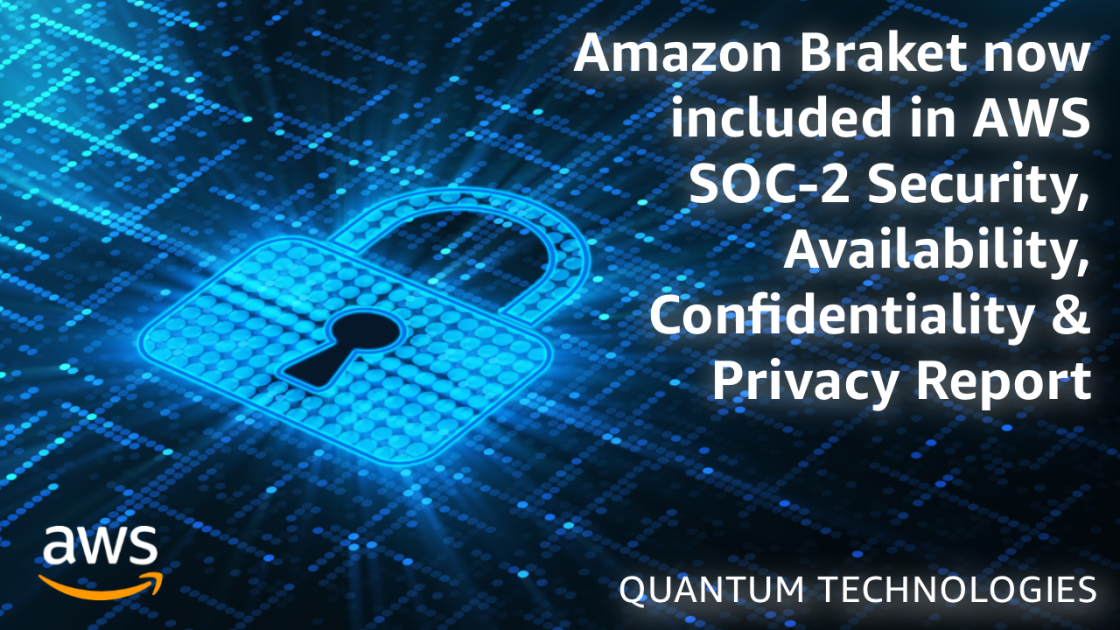 Amazon Braket now
included in AWS
SOC-2 Security,
Availability,
Confidentiality &
Privacy Report
aws
QUANTUM TECHNOLOGIES